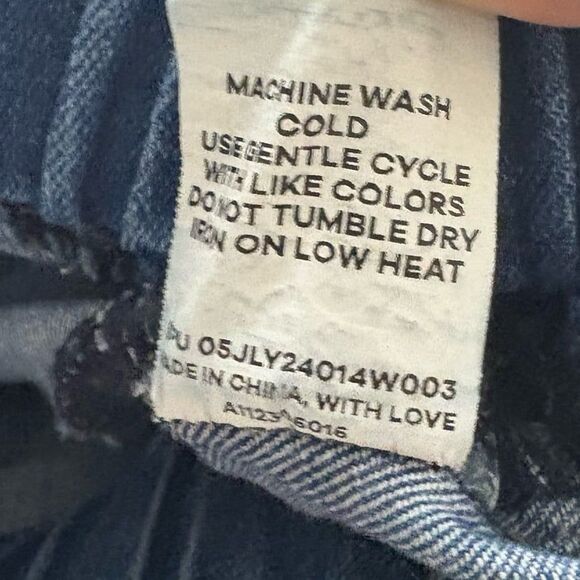 MACHINE WASH
COLD
USE GENTLE CYCLE
WITH LIKE COLORS
DO NOT TUMBLE DRY
IRON ON LOW HEAT
05JLY24014W003
MADE IN CHINA, WITH LOVE